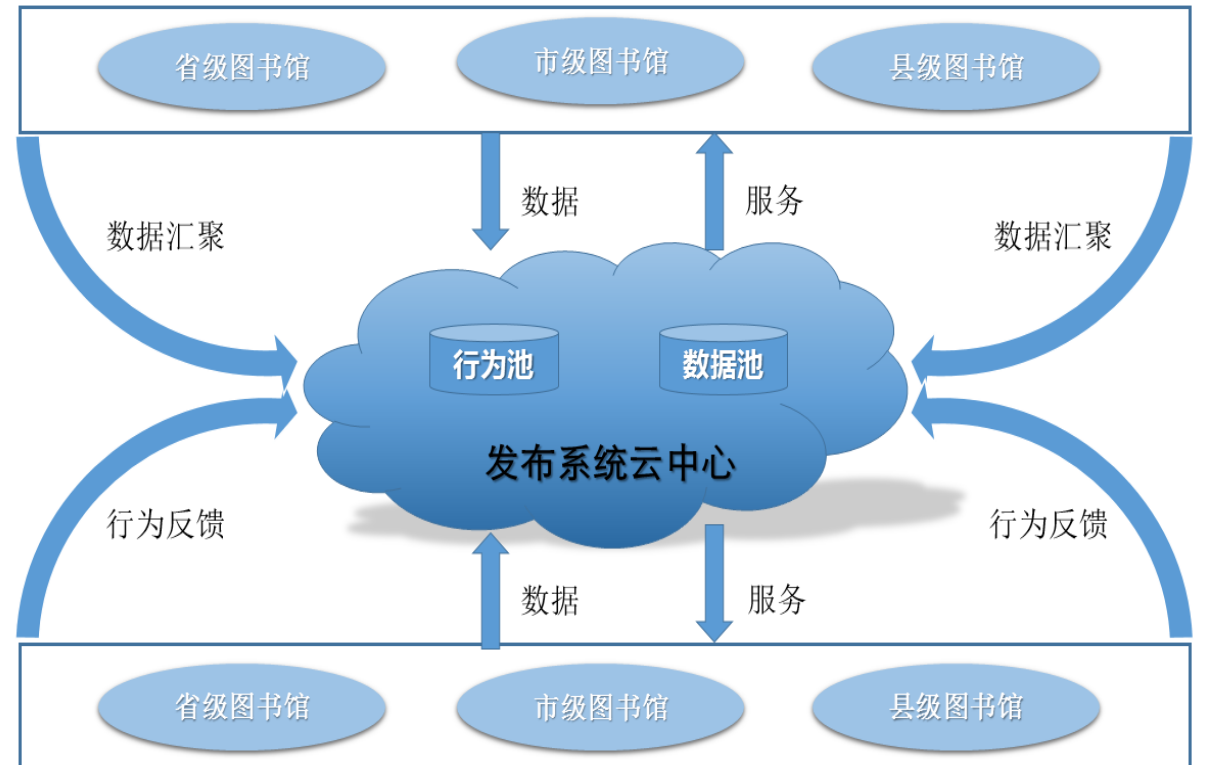 省级图书馆
市级图书馆
县级图书馆
数据
服务
数据汇聚
数据汇聚
行为池
数据池
发布系统云中心
行为反馈
行为反馈
数据
服务
省级图书馆
市级图书馆
县级图书馆